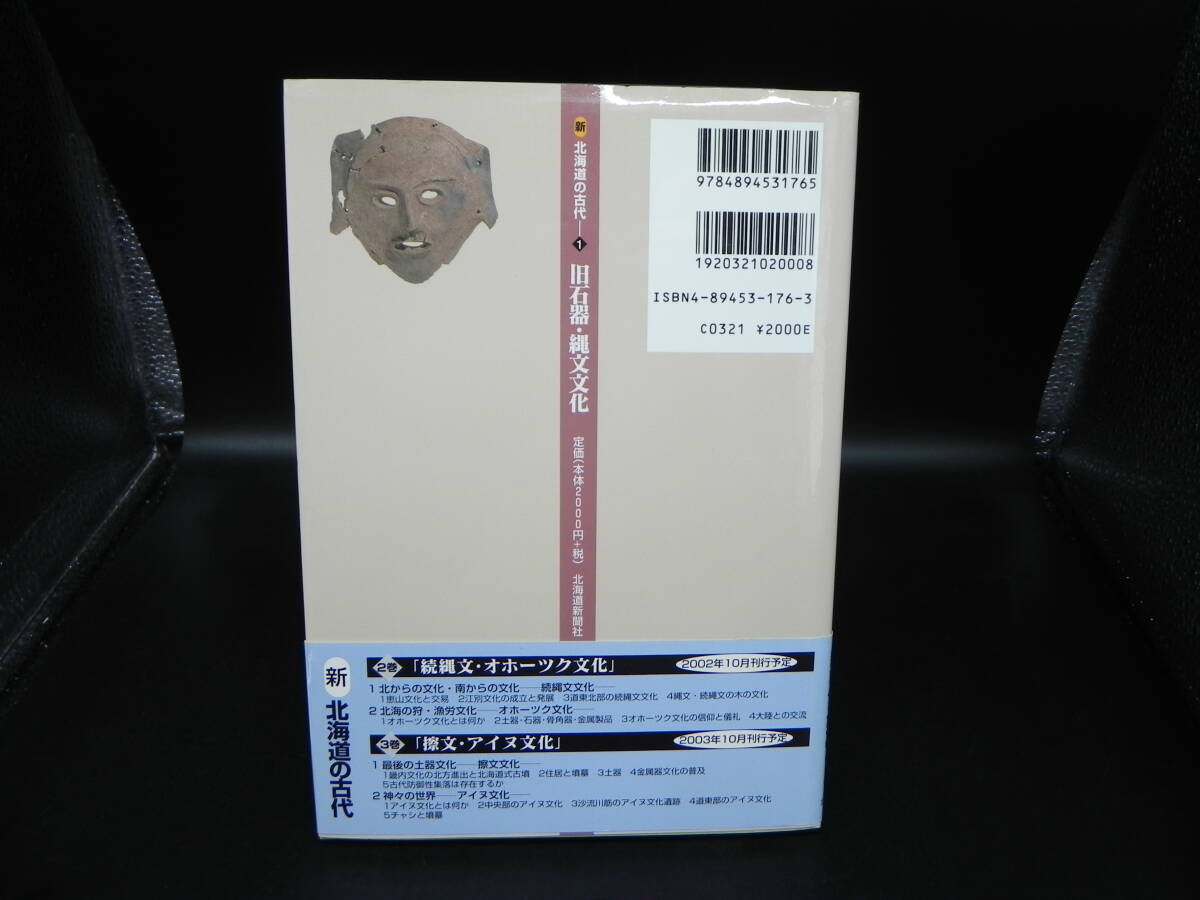 新 北海道の古代―1 旧石器・縄文文化 定価(本体2000円+税) 北海道新聞社
9784894531765
1920321020008
ISBN4-89453-176-3
C0321 ¥2000E
新 北海道の古代
2巻 「続縄文・オホーツク文化」 2002年10月刊行予定
1 北からの文化・南からの文化――続縄文文化――
1恵山文化と交易 2江別文化の成立と発展 3道東北部の続縄文文化 4縄文・続縄文の木の文化
2 北海の狩・漁労文化――オホーツク文化――
1オホーツク文化とは何か 2土器・石器・骨角器・金属製品 3オホーツク文化の信仰と儀礼 4大陸との交流
3巻 「擦文・アイヌ文化」 2003年10月刊行予定
1 最後の土器文化――擦文文化――
1畿内文化の北方進出と北海道式古墳 2住居と墳墓 3土器 4金属器文化の普及
5古代防御性集落は存在するか
2 神々の世界――アイヌ文化――
1アイヌ文化とは何か 2中央部のアイヌ文化 3沙流川筋のアイヌ文化遺跡 4道東部のアイヌ文化
5チャシと墳墓